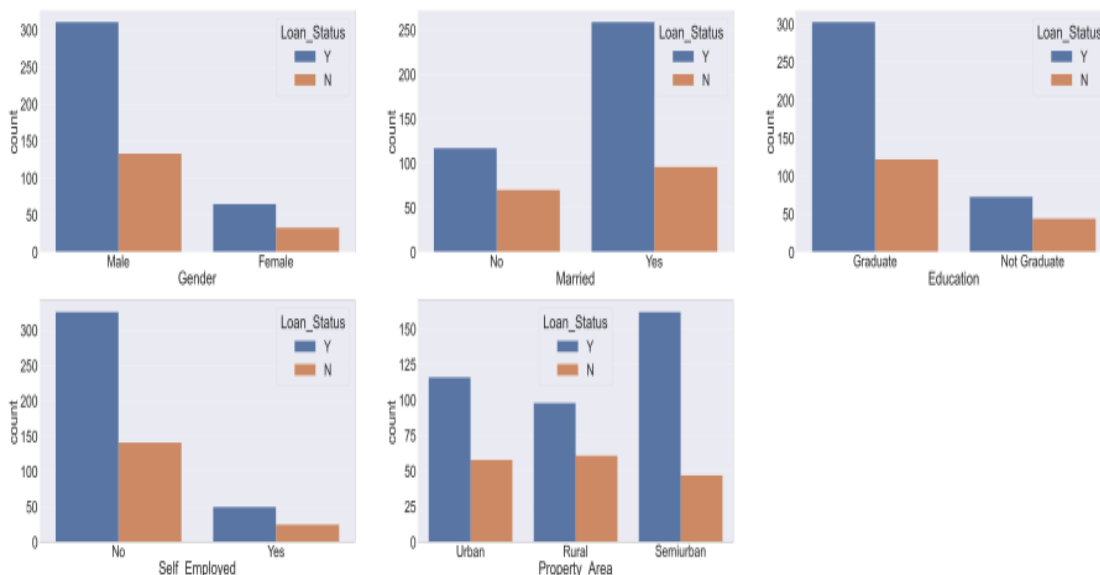 300
250
200
150
100
50
0
count
Loan_Status
Y
N
Male
Female
Gender
250
200
150
100
50
0
count
Loan_Status
Y
N
No
Yes
Married
300
250
200
150
100
50
0
count
Loan_Status
Y
N
Graduate
Not Graduate
Education
300
250
200
150
100
50
0
count
Loan_Status
Y
N
No
Yes
Self_Employed
150
125
100
75
50
25
0
count
Loan_Status
Y
N
Urban
Rural
Semiurban
Property_Area